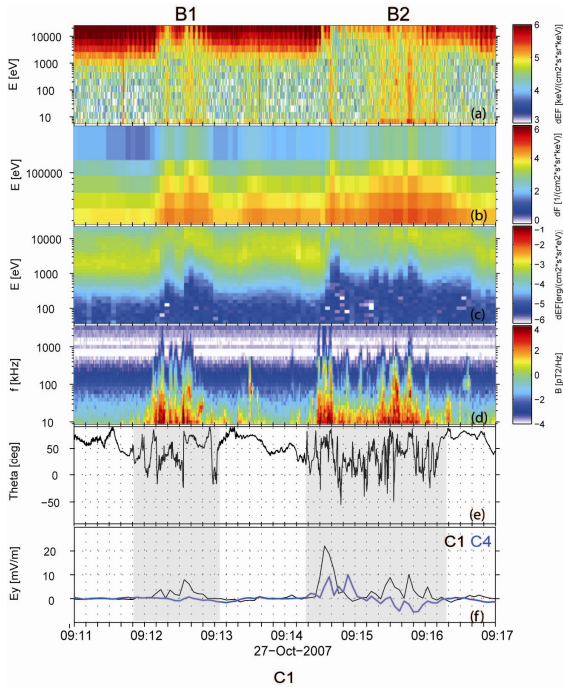 B1 B2
10000
1000
100
10
E [eV]
(a)
6
5
4
3
dEF [keV/(cm2*s*sr*keV]
100000
E [eV]
(b)
6
4
2
0
dF [1/(cm2*s*sr*keV]
10000
1000
100
E [eV]
(c)
-1
-2
-3
-4
-5
-6
dEF[erg/(cm2*s*sr*eV)]
1000
100
10
f [kHz]
(d)
4
2
0
-2
-4
B [pT2/Hz]
50
0
-50
Theta [deg]
(e)
20
10
0
Ey [mV/m]
C1 C4
(f)
09:11 09:12 09:13 09:14 09:15 09:16 09:17
27-Oct-2007
C1